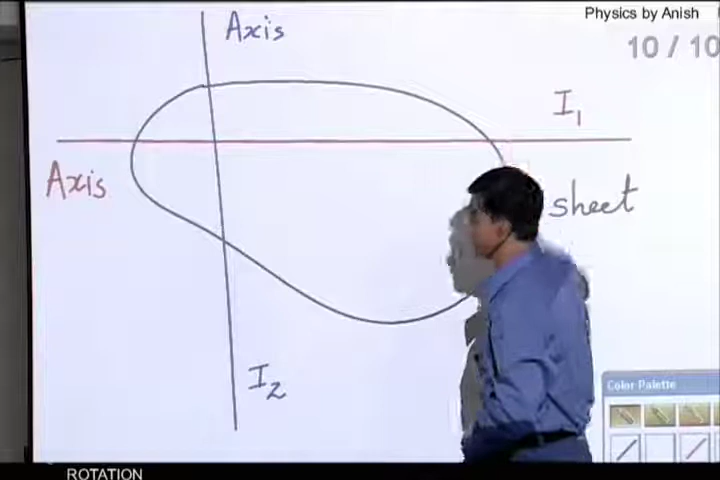 Physics by Anish
10 / 10
Axis
I1
Axis
sheet
I2
Color Palette
ROTATION